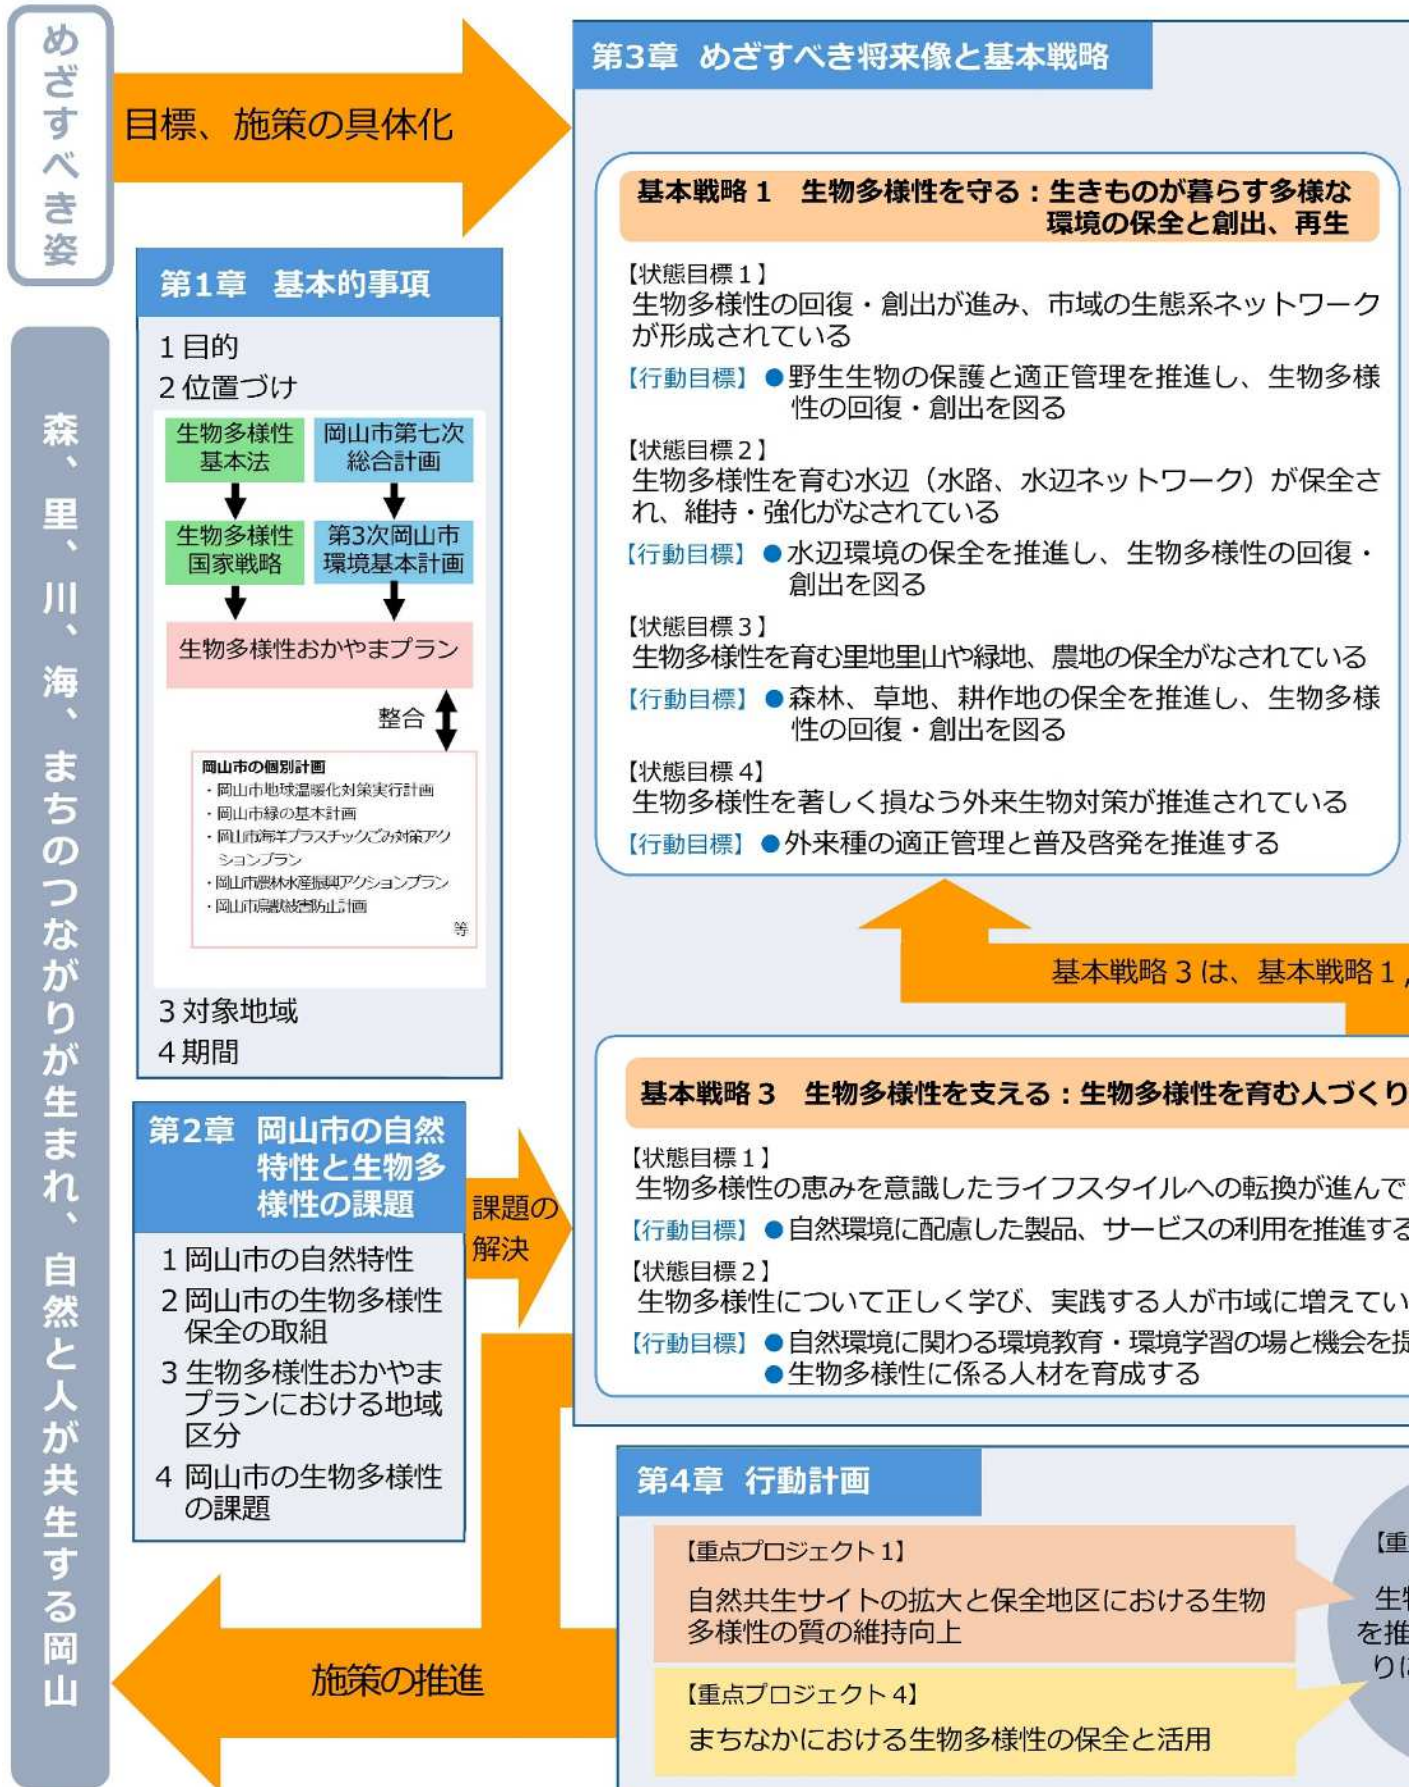 めざすべき姿
森、里、川、海、まちのつながりが生まれ、自然と人が共生する岡山
目標、施策の具体化
第1章 基本的事項
1 目的
2 位置づけ
生物多様性
基本法
岡山市第七次
総合計画
生物多様性
国家戦略
第3次岡山市
環境基本計画
生物多様性おかやまプラン
整合
岡山市の個別計画
・岡山市地球温暖化対策実行計画
・岡山市緑の基本計画
・岡山市海洋プラスチックごみ対策アク
ションプラン
・岡山市農林水産振興アクションプラン
・岡山市鳥獣被害防止計画
等
3 対象地域
4 期間
第2章 岡山市の自然
特性と生物多
様性の課題
1 岡山市の自然特性
2 岡山市の生物多様性
保全の取組
3 生物多様性おかやま
プランにおける地域
区分
4 岡山市の生物多様性
の課題
課題の
解決
施策の推進
第3章 めざすべき将来像と基本戦略
基本戦略1 生物多様性を守る：生きものが暮らす多様な
環境の保全と創出、再生
【状態目標1】
生物多様性の回復・創出が進み、市域の生態系ネットワーク
が形成されている
【行動目標】●野生生物の保護と適正管理を推進し、生物多様
性の回復・創出を図る
【状態目標2】
生物多様性を育む水辺（水路、水辺ネットワーク）が保全さ
れ、維持・強化がなされている
【行動目標】●水辺環境の保全を推進し、生物多様性の回復・
創出を図る
【状態目標3】
生物多様性を育む里地里山や緑地、農地の保全がなされている
【行動目標】●森林、草地、耕作地の保全を推進し、生物多様
性の回復・創出を図る
【状態目標4】
生物多様性を著しく損なう外来生物対策が推進されている
【行動目標】●外来種の適正管理と普及啓発を推進する
基本戦略3は、基本戦略1,
基本戦略3 生物多様性を支える：生物多様性を育む人づくり
【状態目標1】
生物多様性の恵みを意識したライフスタイルへの転換が進んで
【行動目標】●自然環境に配慮した製品、サービスの利用を推進する
【状態目標2】
生物多様性について正しく学び、実践する人が市域に増えてい
【行動目標】●自然環境に関わる環境教育・環境学習の場と機会を提
●生物多様性に係る人材を育成する
第4章 行動計画
【重点プロジェクト1】
自然共生サイトの拡大と保全地区における生物
多様性の質の維持向上
【重点プロジェクト4】
まちなかにおける生物多様性の保全と活用
【重
生物
を推
りに